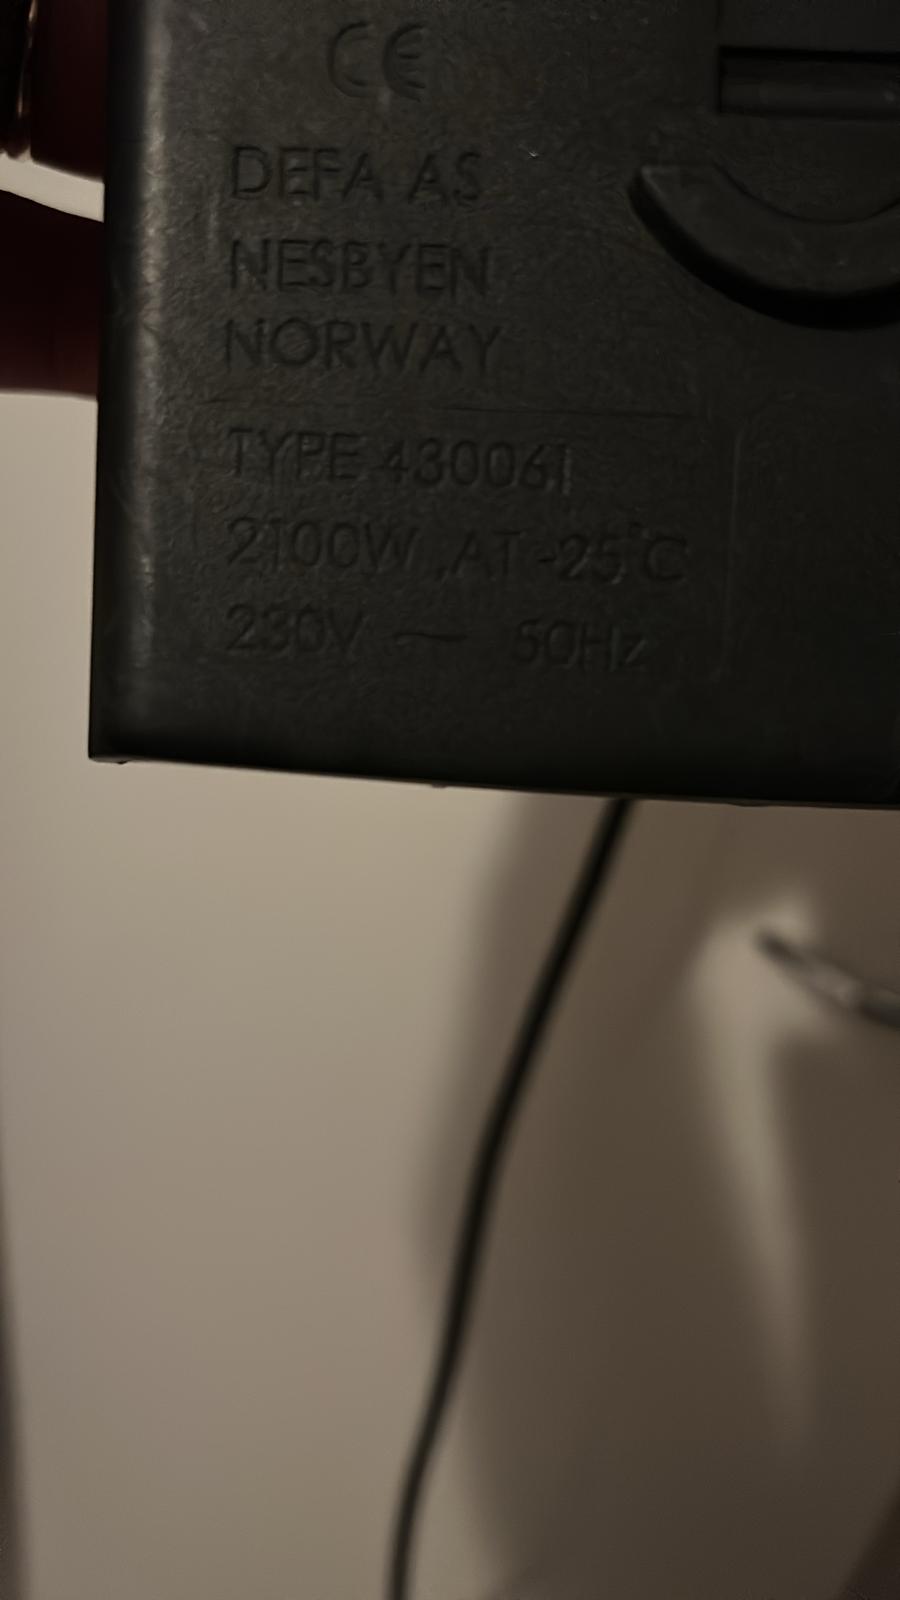 CE
DEFA AS
NESBYEN
NORWAY
TYPE 430061
2100W , AT -25°C
230V ~ 50Hz